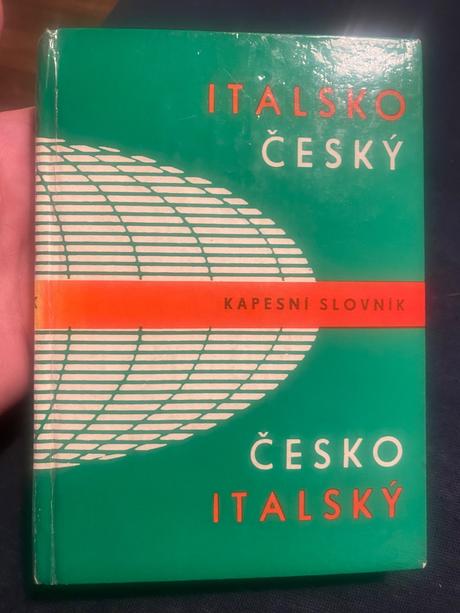 ITALSKO
ČESKÝ
KAPESNÍ SLOVNÍK
ČESKO
ITALSKÝ